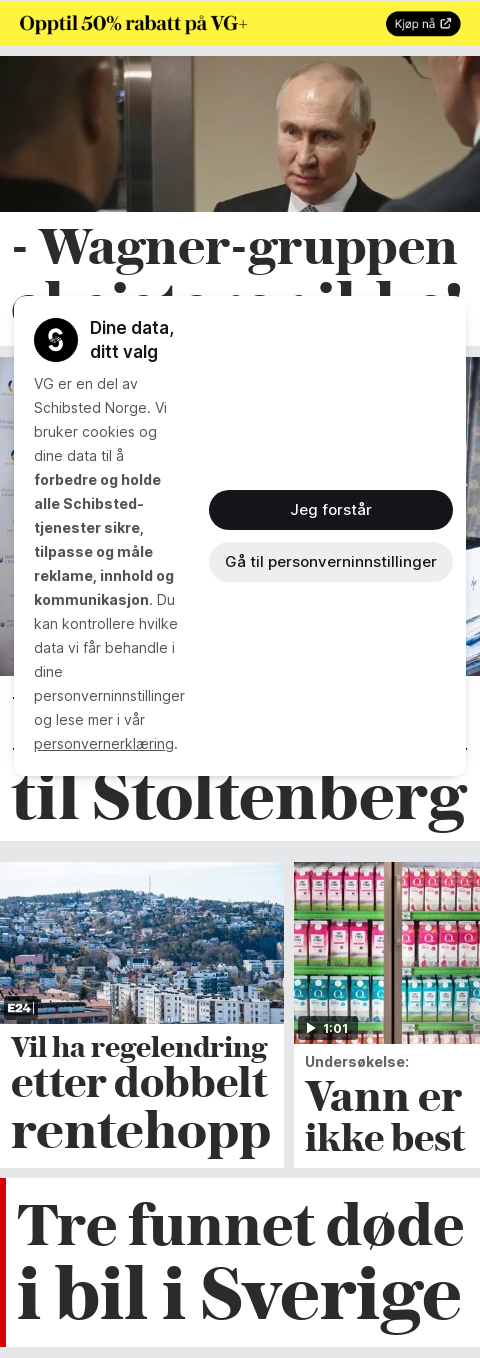 Opptil 50% rabatt på VG+
Kjøp nå
- Wagner-gruppen
Dine data,
ditt valg
VG er en del av
Schibsted Norge. Vi
bruker cookies og
dine data til å
forbedre og holde
alle Schibsted-
tjenester sikre,
tilpasse og måle
reklame, innhold og
kommunikasjon. Du
kan kontrollere hvilke
data vi får behandle i
dine
personverninnstillinger
og lese mer i vår
personvernerklæring.
Jeg forstår
Gå til personverninnstillinger
til Stoltenberg
E24
Vil ha regelendring
etter dobbelt
rentehopp
1:01
Undersøkelse:
Vann er
ikke best
Tre funnet døde
i bil i Sverige